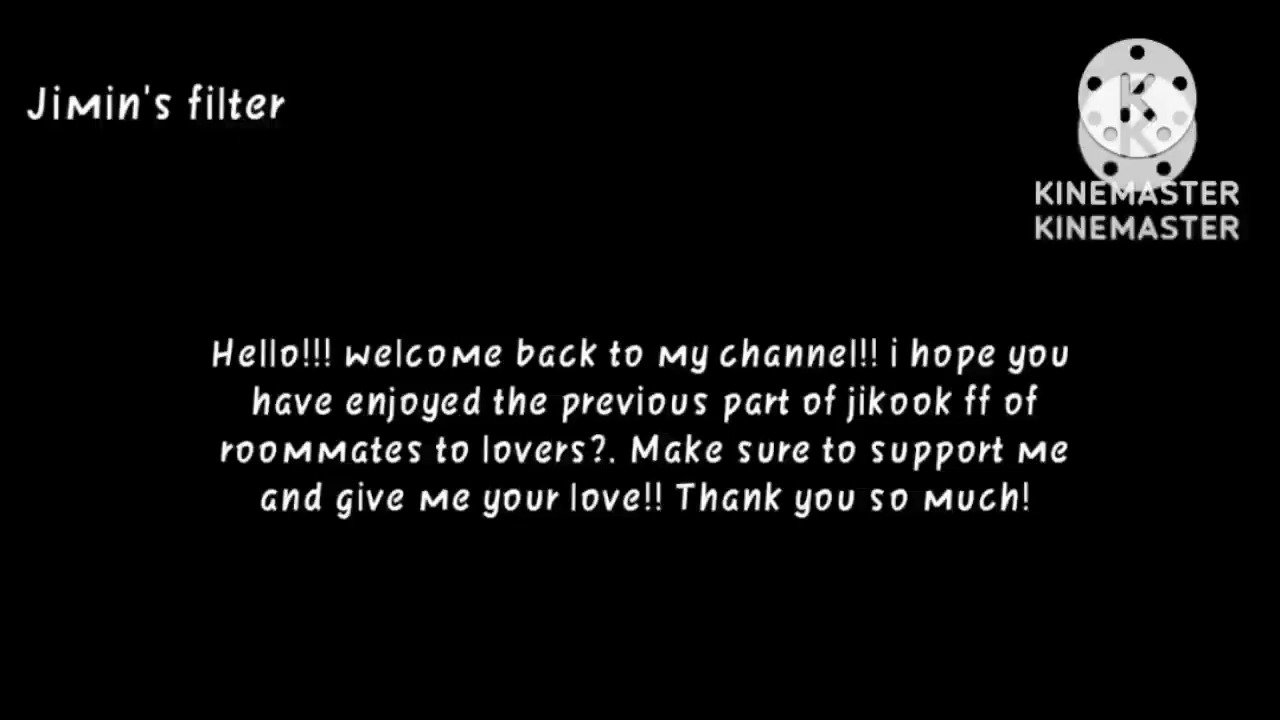 Jimin's filter
K
K
KINEMASTER
KINEMASTER
Hello!!! welcome back to my channel!! i hope you
have enjoyed the previous part of jikook ff of
roommates to lovers?. Make sure to support me
and give me your love!! Thank you so much!